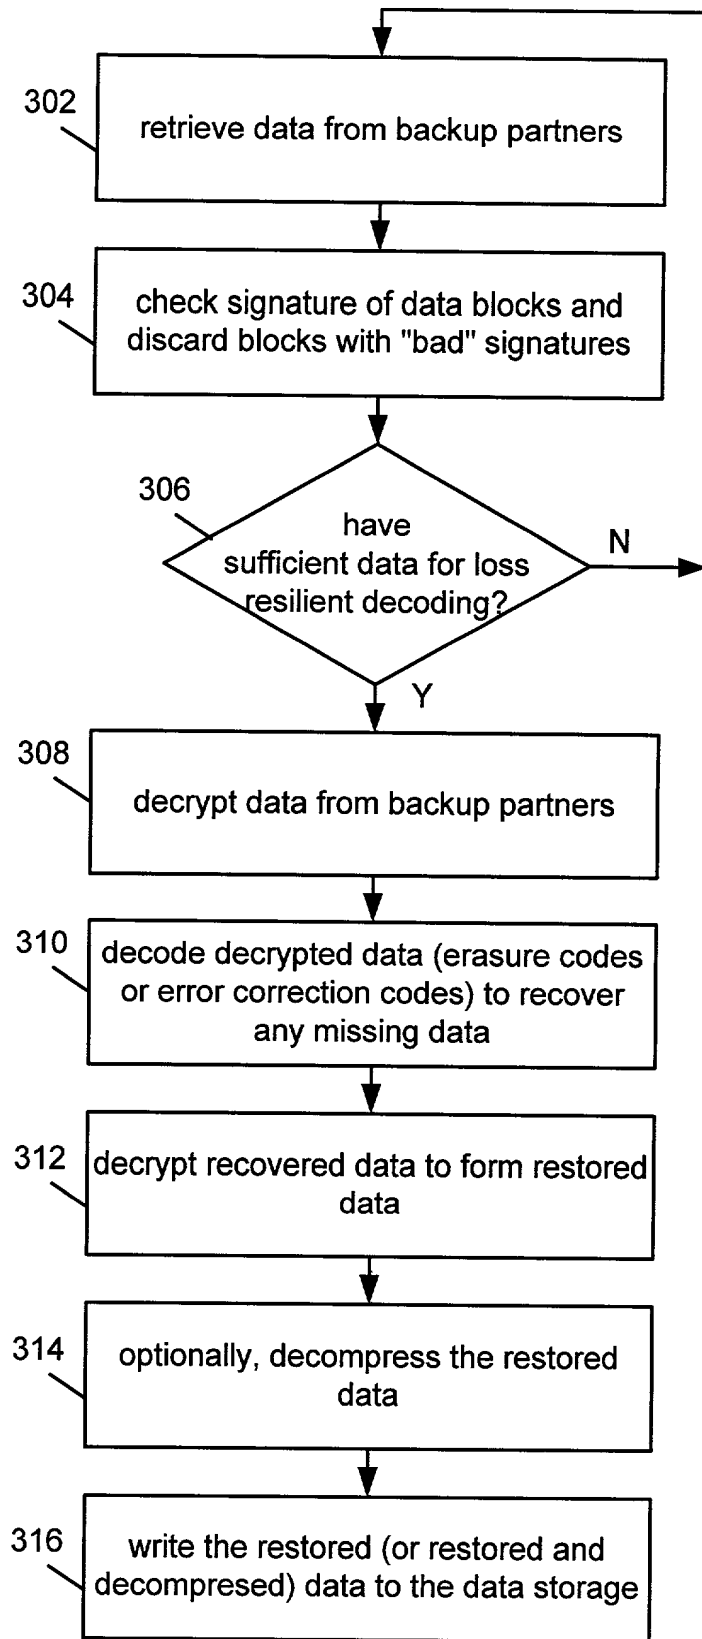 302
retrieve data from backup partners
304
check signature of data blocks and
discard blocks with "bad" signatures
306
have
sufficient data for loss
resilient decoding?
N
Y
308
decrypt data from backup partners
310
decode decrypted data (erasure codes
or error correction codes) to recover
any missing data
312
decrypt recovered data to form restored
data
314
optionally, decompress the restored
data
316
write the restored (or restored and
decompresed) data to the data storage